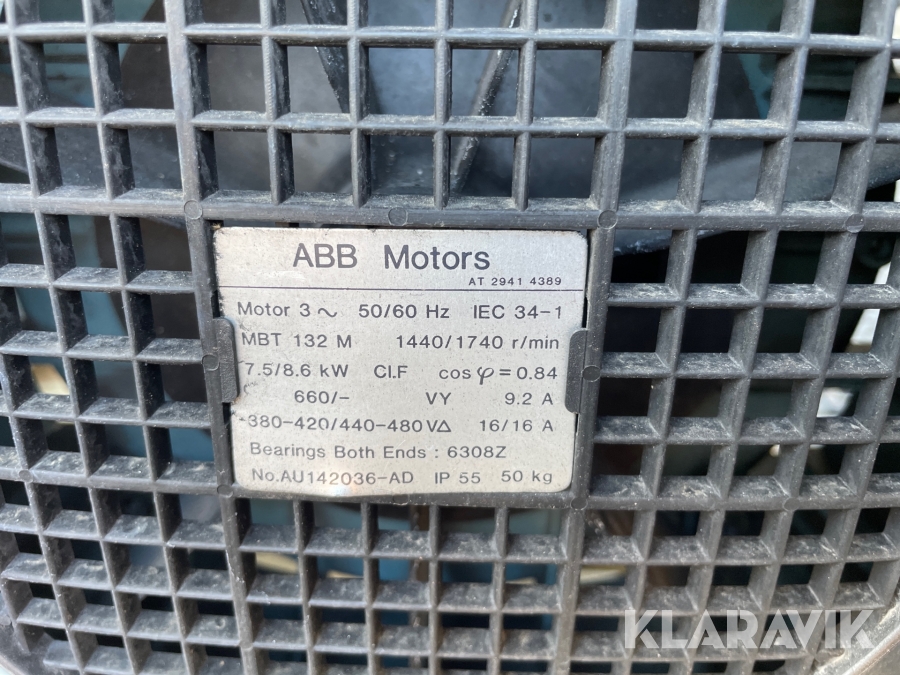 ABB Motors
AT 2941 4389
Motor 3 ~ 50/60 Hz IEC 34-1
MBT 132 M 1440/1740 r/min
7.5/8.6 kW Cl.F cos φ = 0.84
660/- VY 9.2 A
380-420/440-480 V∆ 16/16 A
Bearings Both Ends : 6308Z
No.AU142036-AD IP 55 50 kg
KLARAVIK